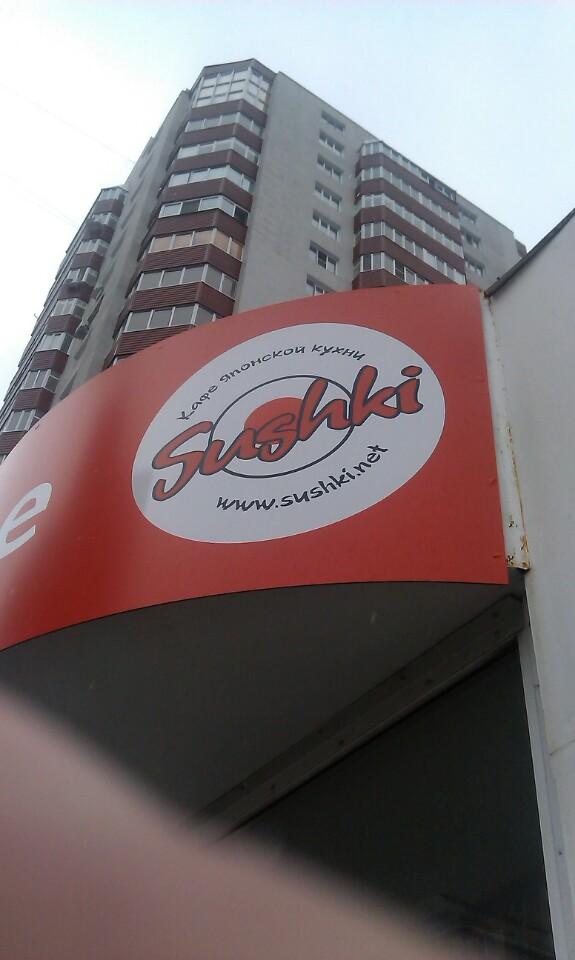 Кафе японской кухни
Sushki
www.sushki.net
e